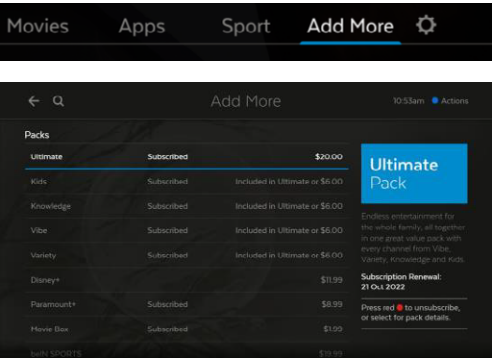 Movies Apps Sport Add More
Add More 10:53am Actions
Packs
Ultimate Subscribed $20.00
Kids Subscribed Included in Ultimate or $6.00
Knowledge Subscribed Included in Ultimate or $6.00
Vibe Subscribed Included in Ultimate or $6.00
Variety Subscribed Included in Ultimate or $6.00
Disney+ $11.99
Paramount+ Subscribed $8.99
Movie Box Subscribed $1.99
beIN SPORTS $19.99
Ultimate
Pack
Endless entertainment for
the whole family, all together
in one great value pack with
every channel from Vibe,
Variety, Knowledge and Kids.
Subscription Renewal:
21 Oct 2022
Press red to unsubscribe,
or select for pack details.